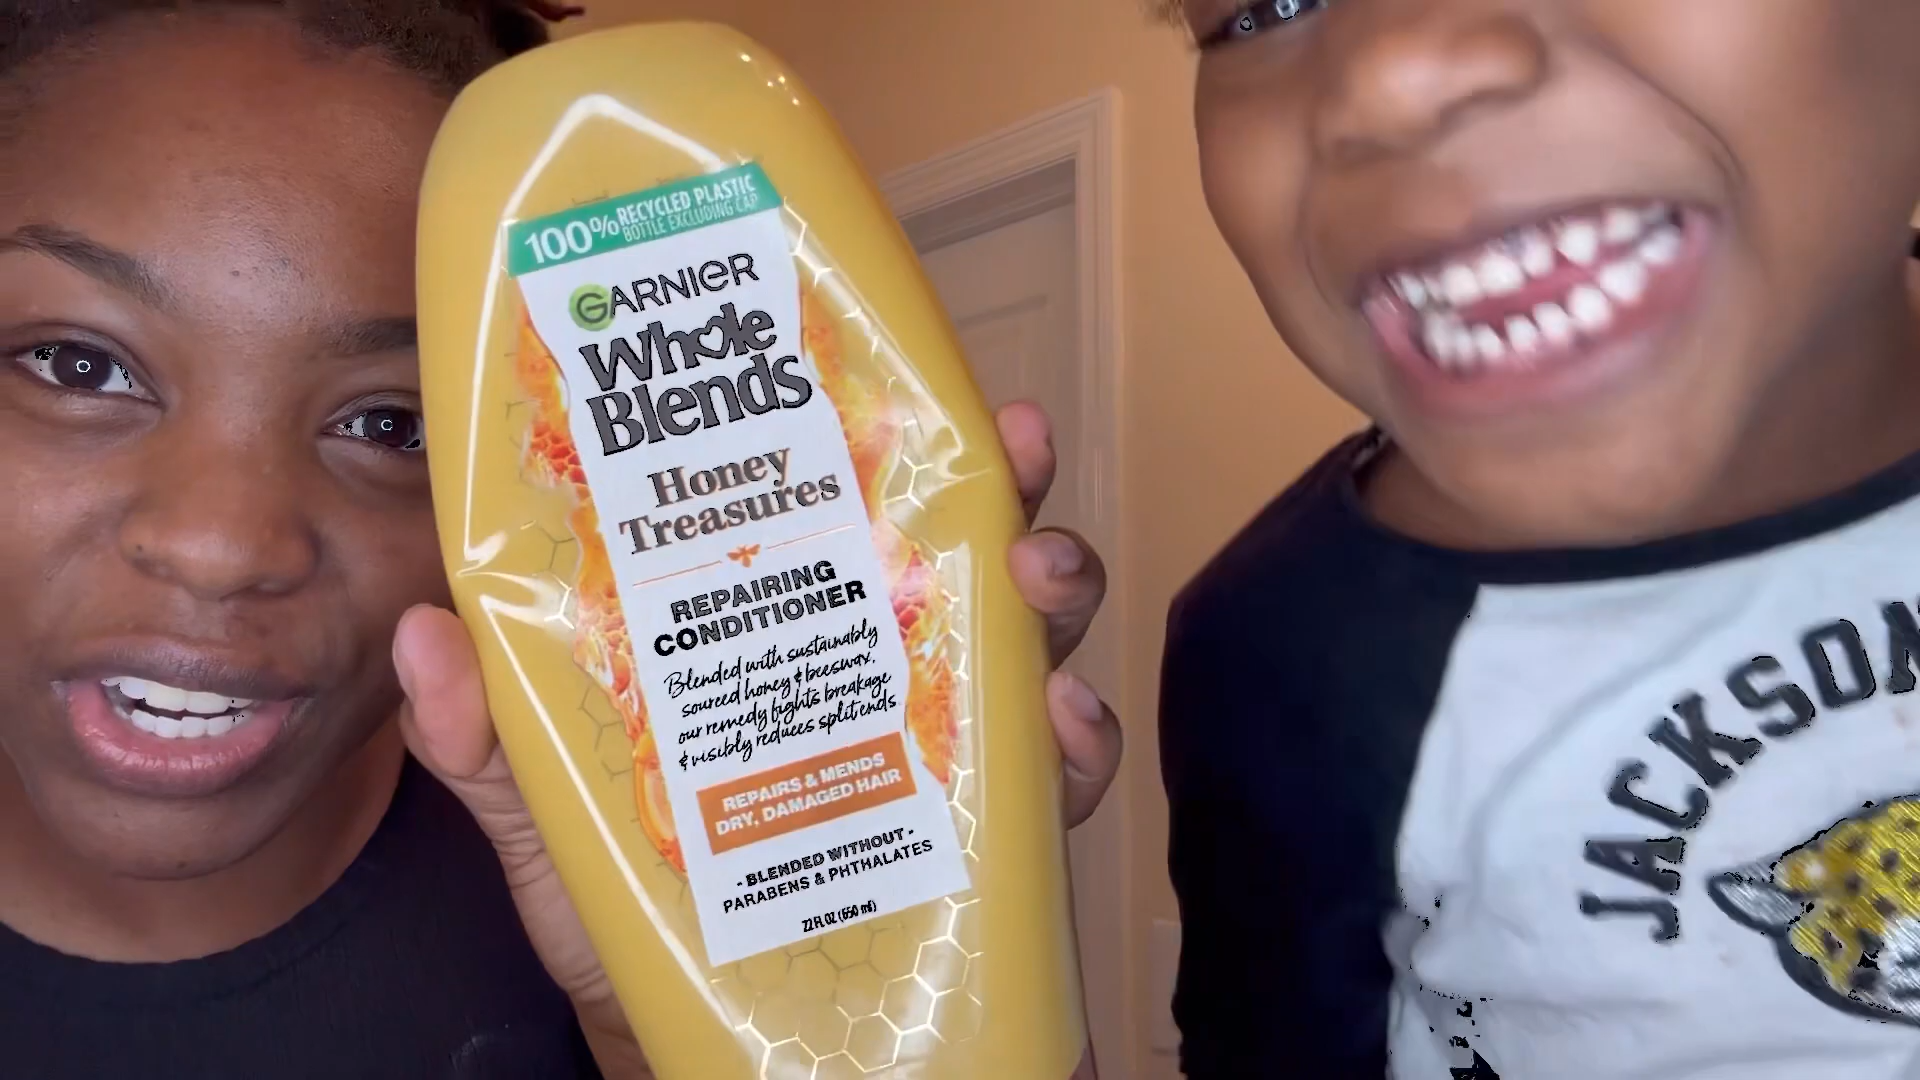 100% RECYCLED PLASTIC
BOTTLE EXCLUDING CAP
GARNIER
Whole
Blends
Honey
Treasures
REPAIRING
CONDITIONER
Blended with sustainably
sourced honey & beeswax,
our remedy fights breakage
& visibly reduces split ends.
REPAIRS & MENDS
DRY, DAMAGED HAIR
- BLENDED WITHOUT -
PARABENS & PHTHALATES
22 FL OZ (650 ml)
JACKSON